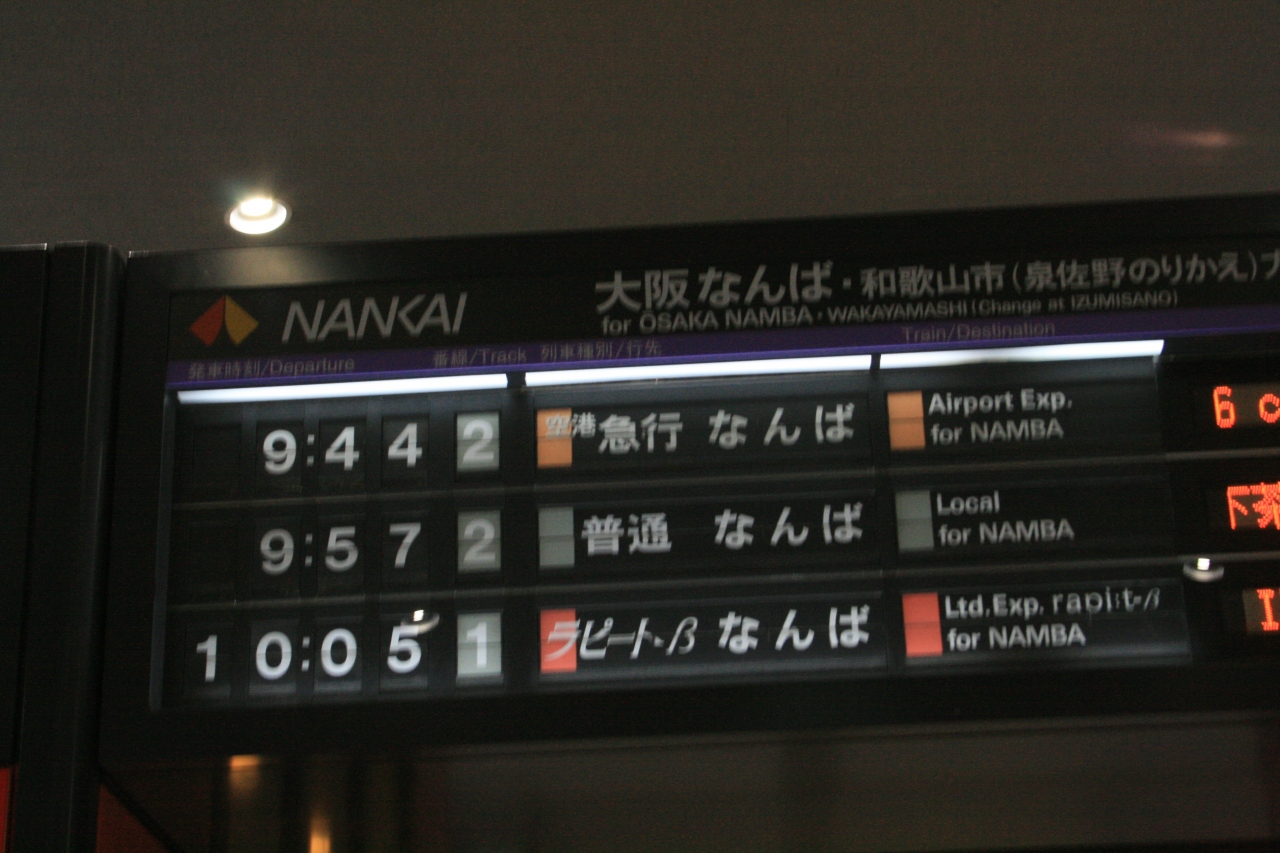 NANKAI
大阪なんば・和歌山市(泉佐野のりかえ)
for OSAKA NAMBA・WAKAYAMASHI (Change at IZUMISANO)
発車時刻/Departure 番線/Track 列車種別/行先 Train/Destination
9:44 2 空港急行 なんば Airport Exp. for NAMBA 6
9:57 2 普通 なんば Local for NAMBA
10:05 1 ラピート・β なんば Ltd.Exp. rapi:t-β for NAMBA